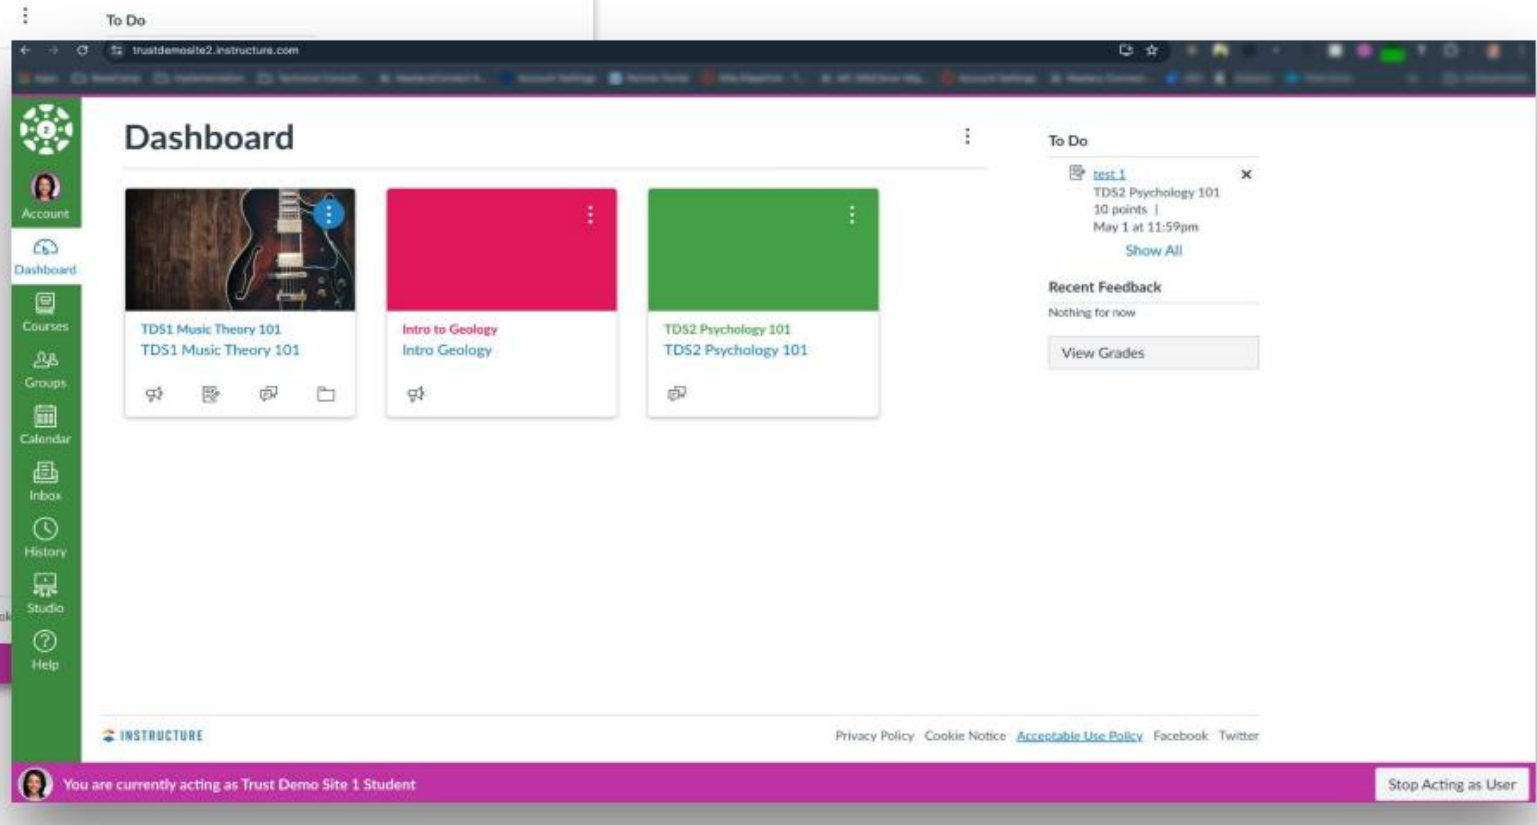 To Do
trustdemosite2.instructure.com
Account
Dashboard
Courses
Groups
Calendar
Inbox
History
Studio
Help
Dashboard
TDS1 Music Theory 101
TDS1 Music Theory 101
Intro to Geology
Intro Geology
TDS2 Psychology 101
TDS2 Psychology 101
To Do
test 1
TDS2 Psychology 101
10 points |
May 1 at 11:59pm
Show All
Recent Feedback
Nothing for now
View Grades
INSTRUCTURE
Privacy Policy Cookie Notice Acceptable Use Policy Facebook Twitter
You are currently acting as Trust Demo Site 1 Student
Stop Acting as User